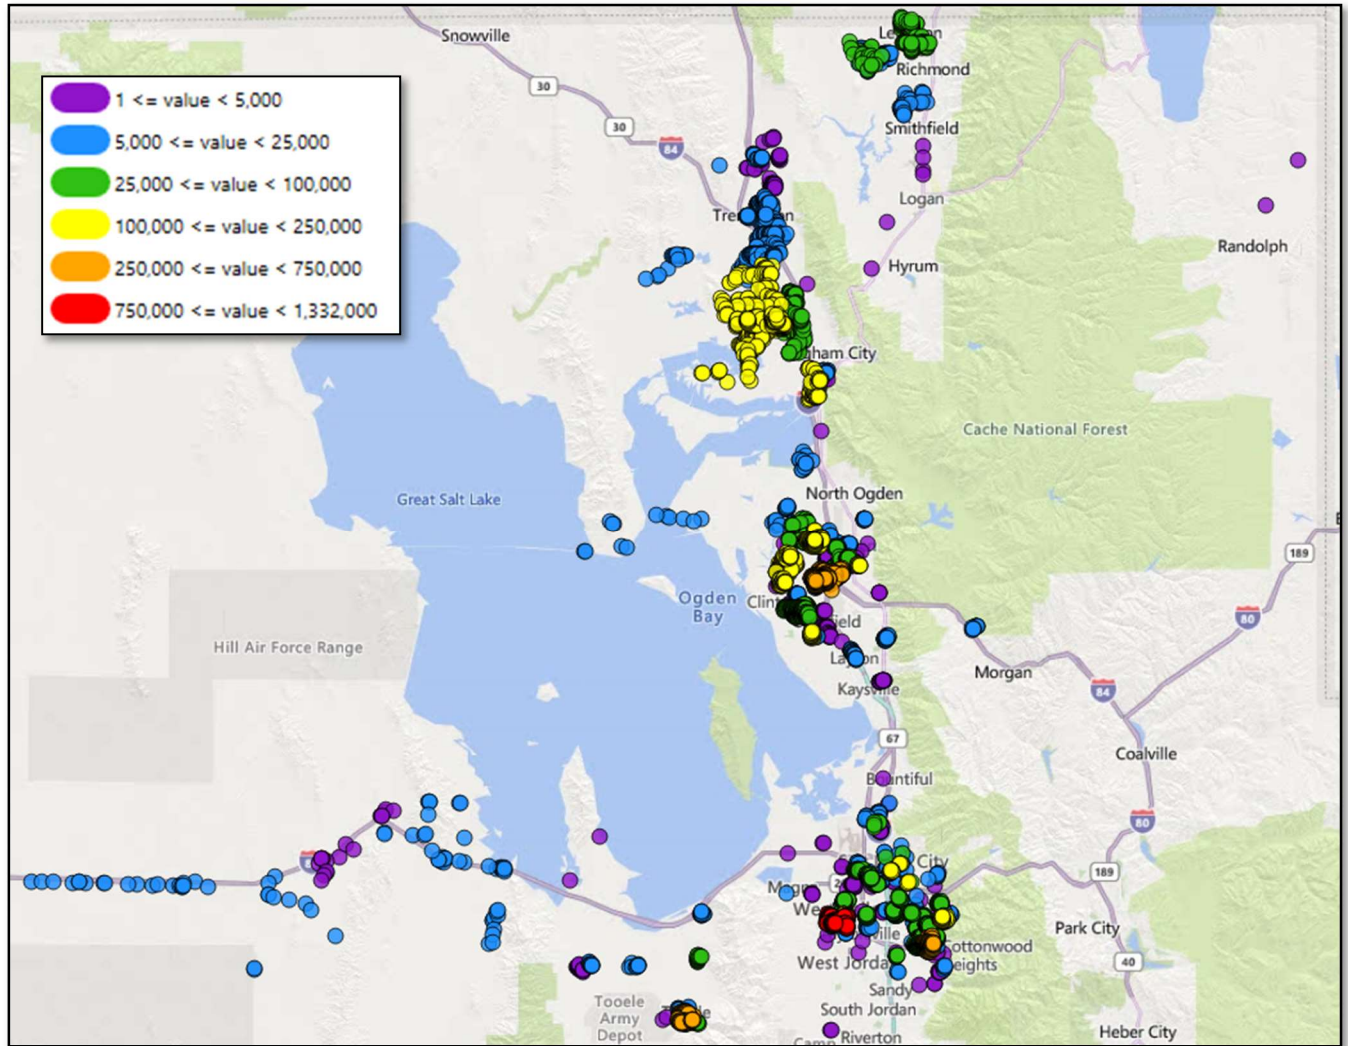 Snowville
30
30
84
Richmond
Smithfield
Logan
Hyrum
Randolph
1 <= value < 5,000
5,000 <= value < 25,000
25,000 <= value < 100,000
100,000 <= value < 250,000
250,000 <= value < 750,000
750,000 <= value < 1,332,000
Cache National Forest
North Ogden
Great Salt Lake
189
80
Ogden
Bay
Hill Air Force Range
Morgan
84
Kaysville
67
Coalville
Bountiful
80
189
City
Park City
40
West Jorda
Sandy
South Jordan
Tooele
Army
Depot
Riverton
Heber City